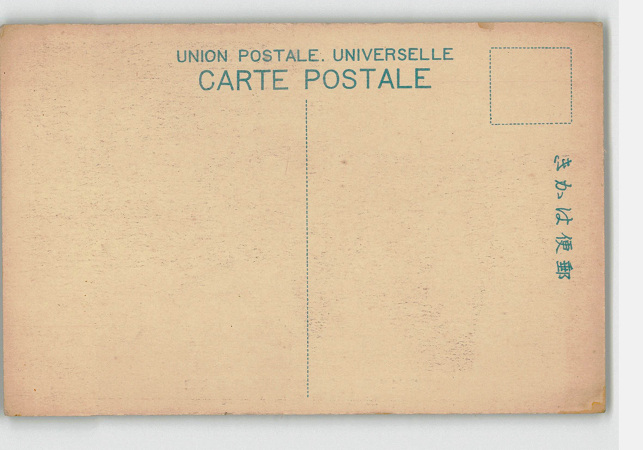 UNION POSTALE. UNIVERSELLE
CARTE POSTALE
きかは便郵